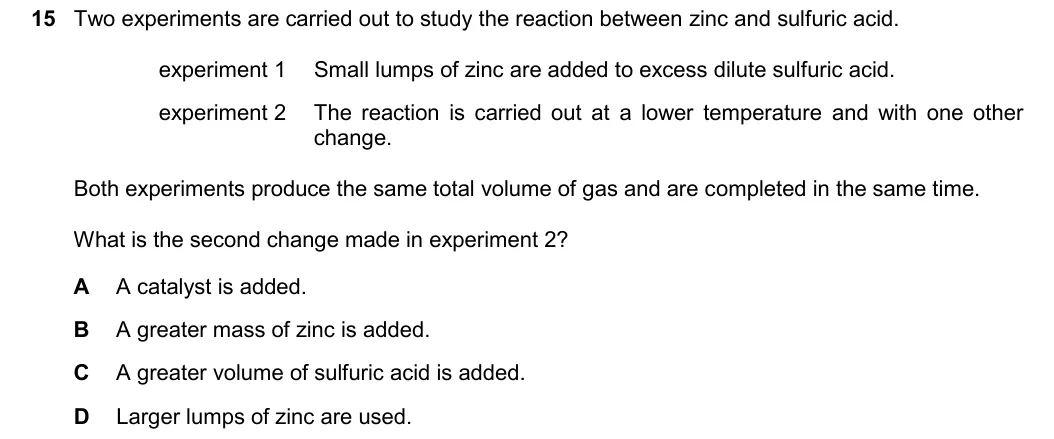 15 Two experiments are carried out to study the reaction between zinc and sulfuric acid.
experiment 1 Small lumps of zinc are added to excess dilute sulfuric acid.
experiment 2 The reaction is carried out at a lower temperature and with one other
change.
Both experiments produce the same total volume of gas and are completed in the same time.
What is the second change made in experiment 2?
A A catalyst is added.
B A greater mass of zinc is added.
C A greater volume of sulfuric acid is added.
D Larger lumps of zinc are used.